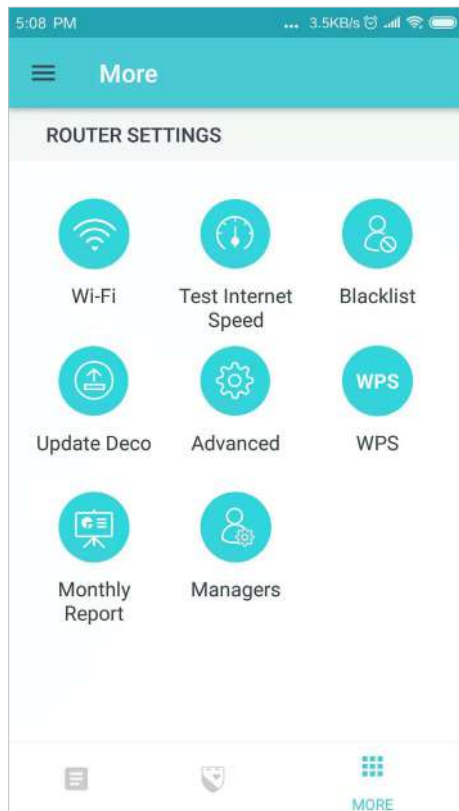 5:08 PM ... 3.5KB/s
More
ROUTER SETTINGS
Wi-Fi
Test Internet
Speed
Blacklist
Update Deco
Advanced
WPS
WPS
Monthly
Report
Managers
MORE